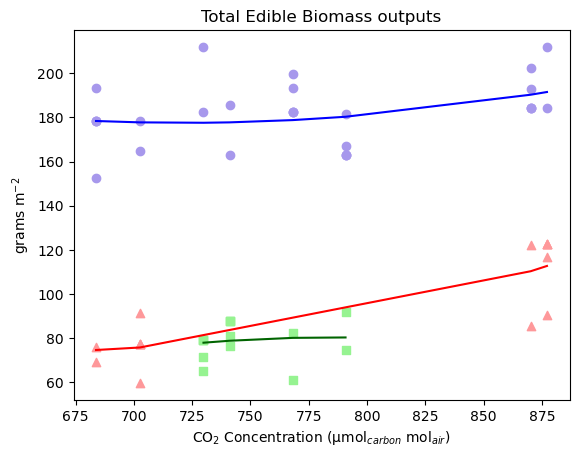 Total Edible Biomass outputs
grams m⁻²
200
180
160
140
120
100
80
60
675 700 725 750 775 800 825 850 875
CO₂ Concentration (μmol_carbon mol_air)